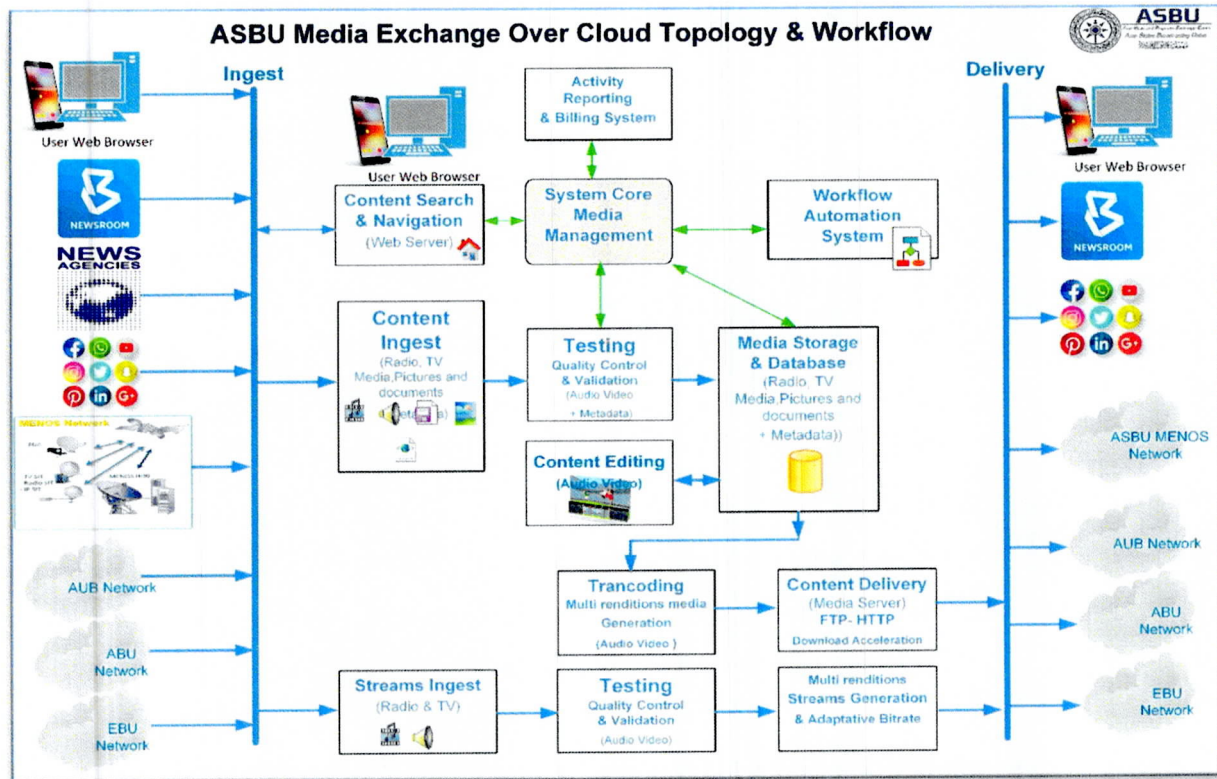 ASBU Media Exchange Over Cloud Topology & Workflow
ASBU
Ingest
Delivery
User Web Browser
NEWSROOM
NEWS
AGENCIES
MENOS Network
AUB Network
ABU
Network
EBU
Network
User Web Browser
Activity
Reporting
& Billing System
Content Search
& Navigation
(Web Server)
System Core
Media
Management
Workflow
Automation
System
Content
Ingest
(Radio, TV
Media,Pictures and
documents
Testing
Quality Control
& Validation
(Audio Video
+ Metadata)
Media Storage
& Database
(Radio, TV
Media,Pictures and
documents
+ Metadata))
Content Editing
(Audio Video)
Trancoding
Multi renditions media
Generation
(Audio Video )
Content Delivery
(Media Server)
FTP- HTTP
Download Acceleration
Streams Ingest
(Radio & TV)
Testing
Quality Control
& Validation
(Audio Video)
Multi renditions
Streams Generation
& Adaptative Bitrate
User Web Browser
NEWSROOM
ASBU MENOS
Network
AUB Network
ABU
Network
EBU
Network